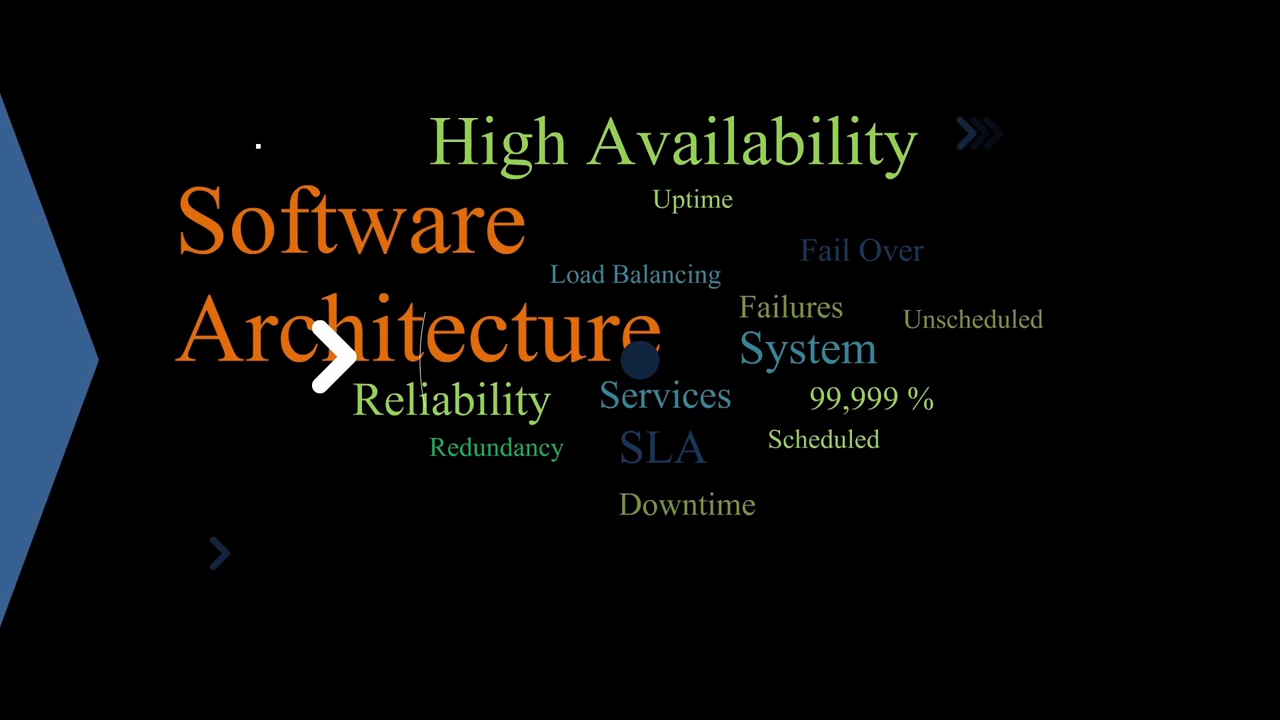 High Availability
Uptime
Software
Fail Over
Load Balancing
Architecture
Failures
Unscheduled
System
Reliability
Services
99,999 %
Redundancy
SLA
Scheduled
Downtime